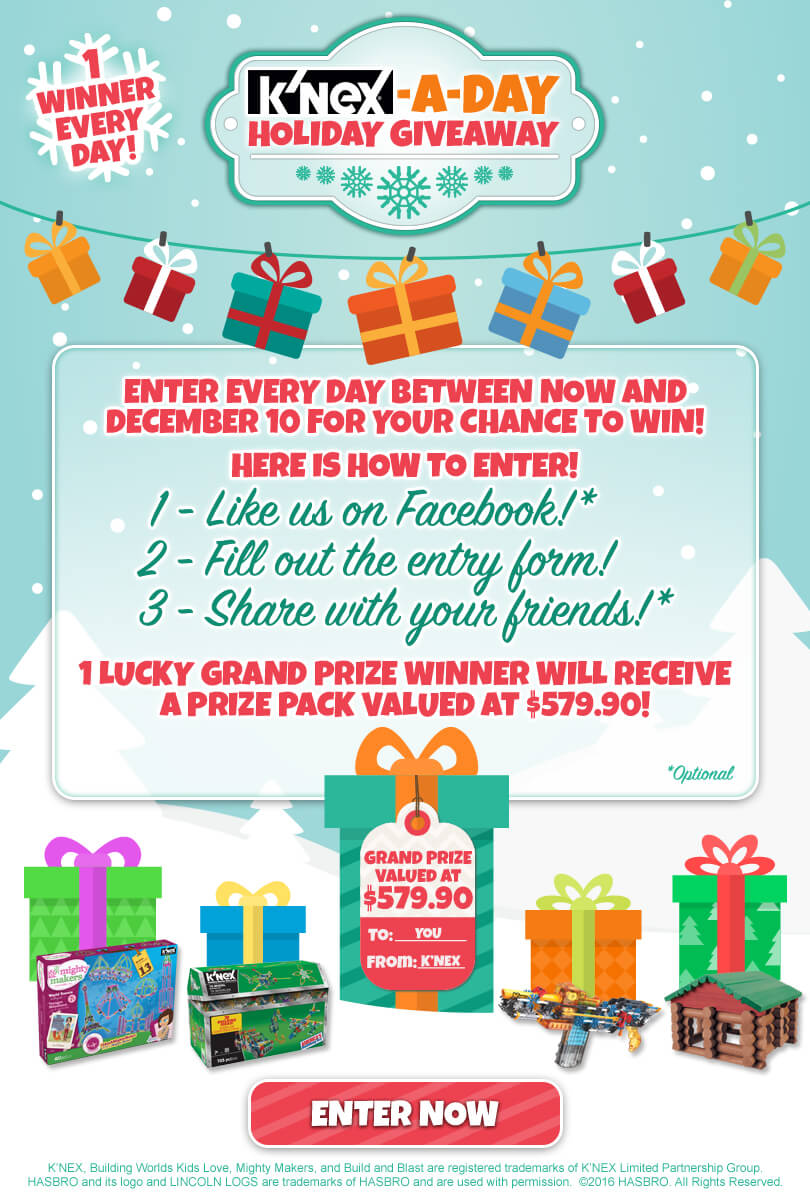 1
WINNER
EVERY
DAY!
K'NEX-A-DAY
HOLIDAY GIVEAWAY
ENTER EVERY DAY BETWEEN NOW AND
DECEMBER 10 FOR YOUR CHANCE TO WIN!
HERE IS HOW TO ENTER!
1 - Like us on Facebook!*
2 - Fill out the entry form!
3 - Share with your friends!*
1 LUCKY GRAND PRIZE WINNER WILL RECEIVE
A PRIZE PACK VALUED AT $579.90!
*Optional
GRAND PRIZE
VALUED AT
$579.90
TO: YOU
FROM: K'NEX
mighty
makers
K'NEX
13
K'NEX
ENTER NOW
K'NEX, Building Worlds Kids Love, Mighty Makers, and Build and Blast are registered trademarks of K'NEX Limited Partnership Group.
HASBRO and its logo and LINCOLN LOGS are trademarks of HASBRO and are used with permission. ©2016 HASBRO. All Rights Reserved.